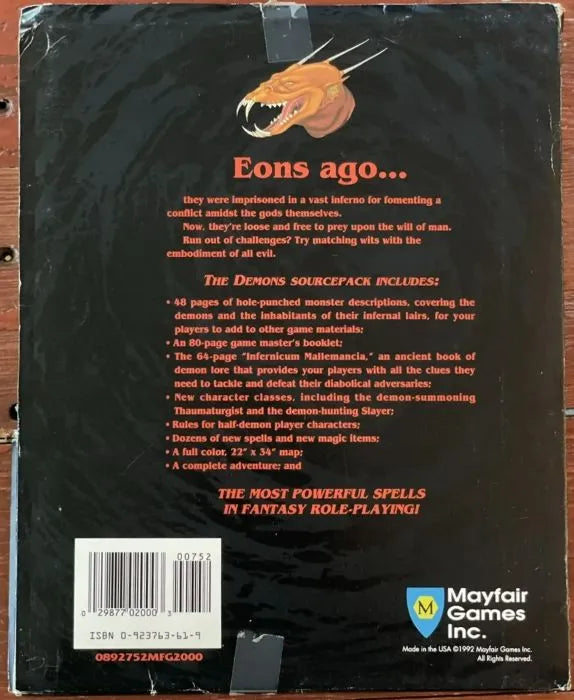 Eons ago...
they were imprisoned in a vast inferno for fomenting a
conflict amidst the gods themselves.
Now, they're loose and free to prey upon the will of man.
Run out of challenges? Try matching wits with the
embodiment of all evil.
THE DEMONS SOURCEPACK INCLUDES:
• 48 pages of hole-punched monster descriptions, covering the
demons and the inhabitants of their infernal lairs, for your
players to add to other game materials;
• An 80-page game master's booklet;
• The 64-page "Infernicum Mallemancia," an ancient book of
demon lore that provides your players with all the clues they
need to tackle and defeat their diabolical adversaries;
• New character classes, including the demon-summoning
Thaumaturgist and the demon-hunting Slayer;
• Rules for half-demon player characters;
• Dozens of new spells and new magic items;
• A full color, 22" x 34" map;
• A complete adventure; and
THE MOST POWERFUL SPELLS
IN FANTASY ROLE-PLAYING!
00752
0 29877 02000 3
ISBN 0-923763-61-9
0892752MFG2000
M
Mayfair
Games
Inc.
Made in the USA ©1992 Mayfair Games Inc.
All Rights Reserved.